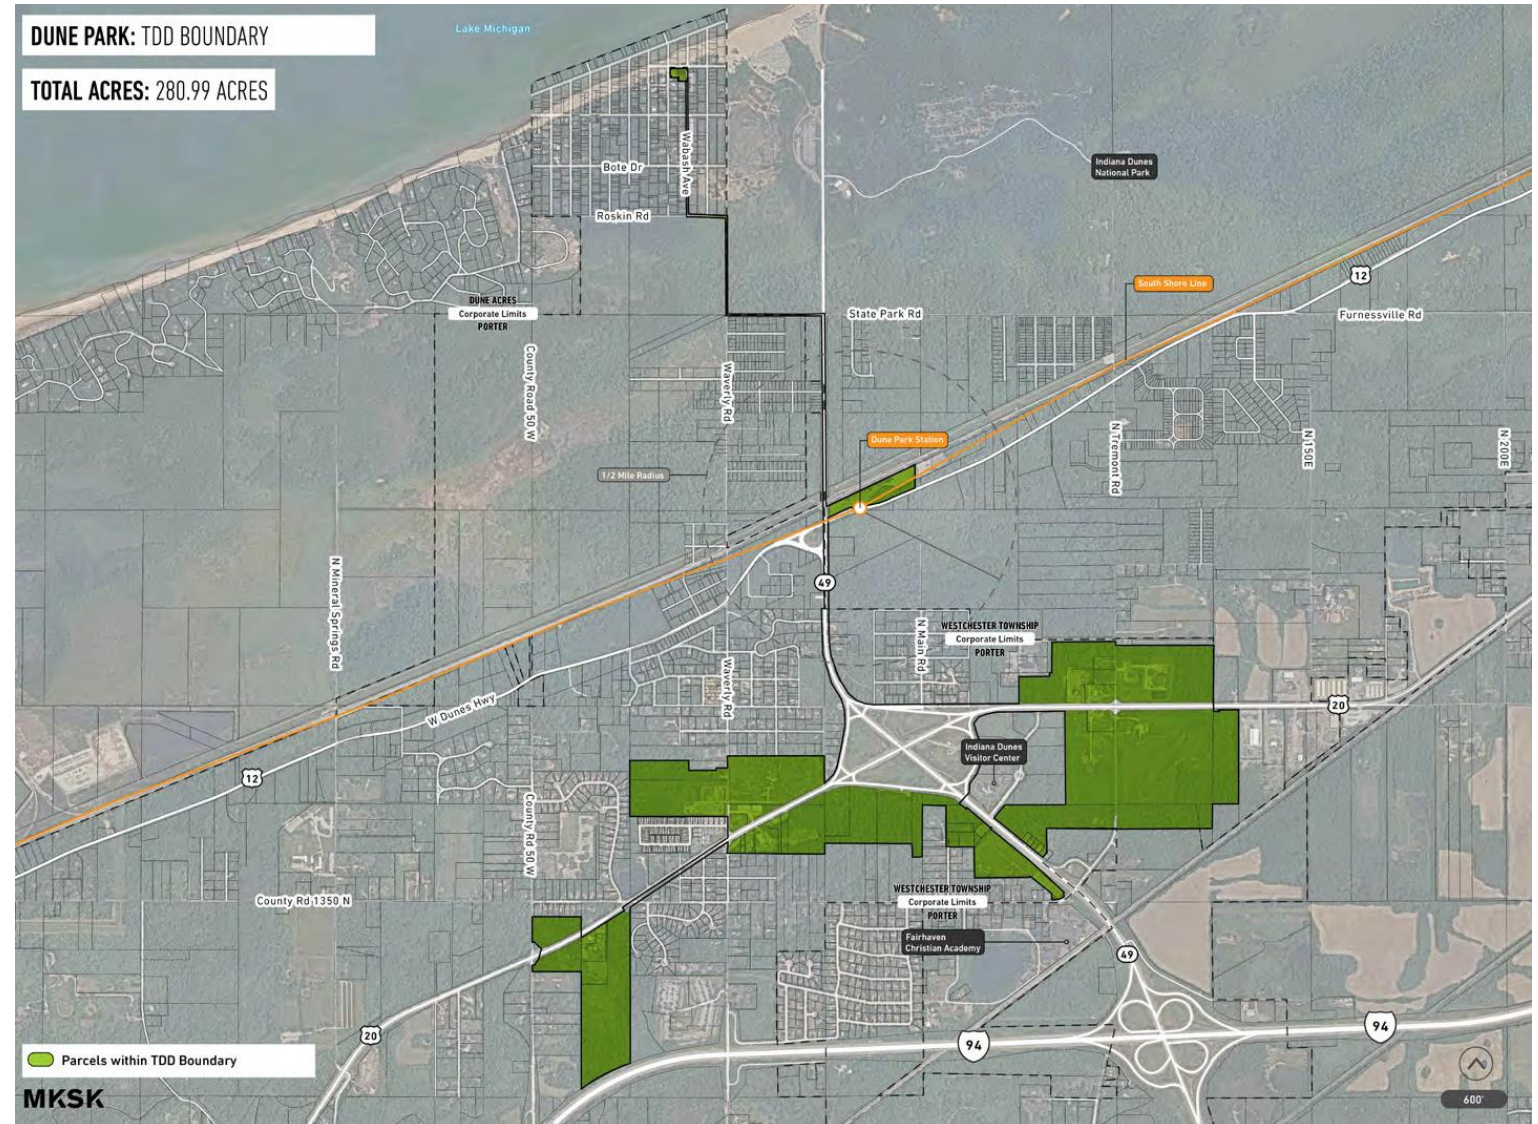 DUNE PARK: TDD BOUNDARY
TOTAL ACRES: 280.99 ACRES
Lake Michigan
Wabash Ave
Bote Dr
Roskin Rd
Indiana Dunes
National Park
South Shore Line
12
DUNE ACRES
Corporate Limits
PORTER
State Park Rd
Furnessville Rd
County Road 50 W
Waverly Rd
Dune Park Station
N Tremont Rd
N 150E
N 200E
1/2 Mile Radius
N Mineral Springs Rd
49
WESTCHESTER TOWNSHIP
Corporate Limits
PORTER
N Main Rd
Waverly Rd
W Dunes Hwy
20
Indiana Dunes
Visitor Center
12
County Rd 50 W
County Rd 1350 N
WESTCHESTER TOWNSHIP
Corporate Limits
PORTER
Fairhaven
Christian Academy
49
20
94
94
Parcels within TDD Boundary
MKSK
600'